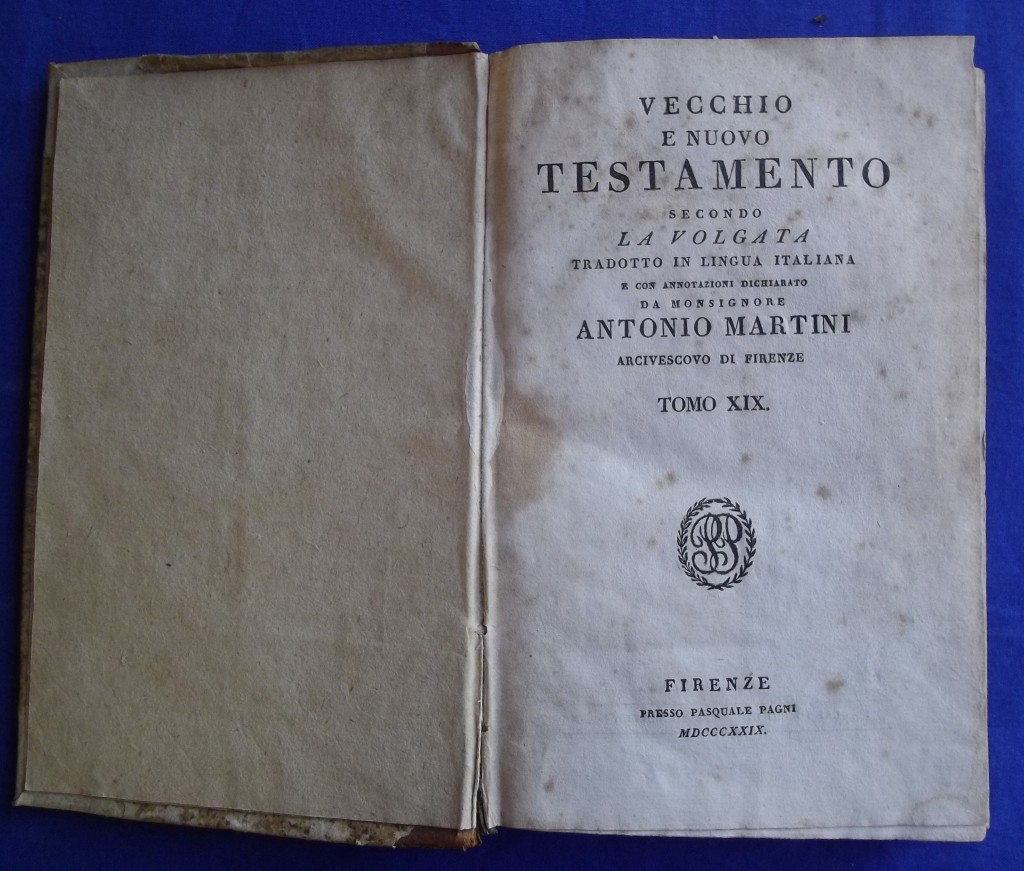 VECCHIO
E NUOVO
TESTAMENTO
SECONDO
LA VOLGATA
TRADOTTO IN LINGUA ITALIANA
E CON ANNOTAZIONI DICHIARATO
DA MONSIGNORE
ANTONIO MARTINI
ARCIVESCOVO DI FIRENZE
TOMO XIX.
PP
FIRENZE
PRESSO PASQUALE PAGNI
MDCCCXXIX.